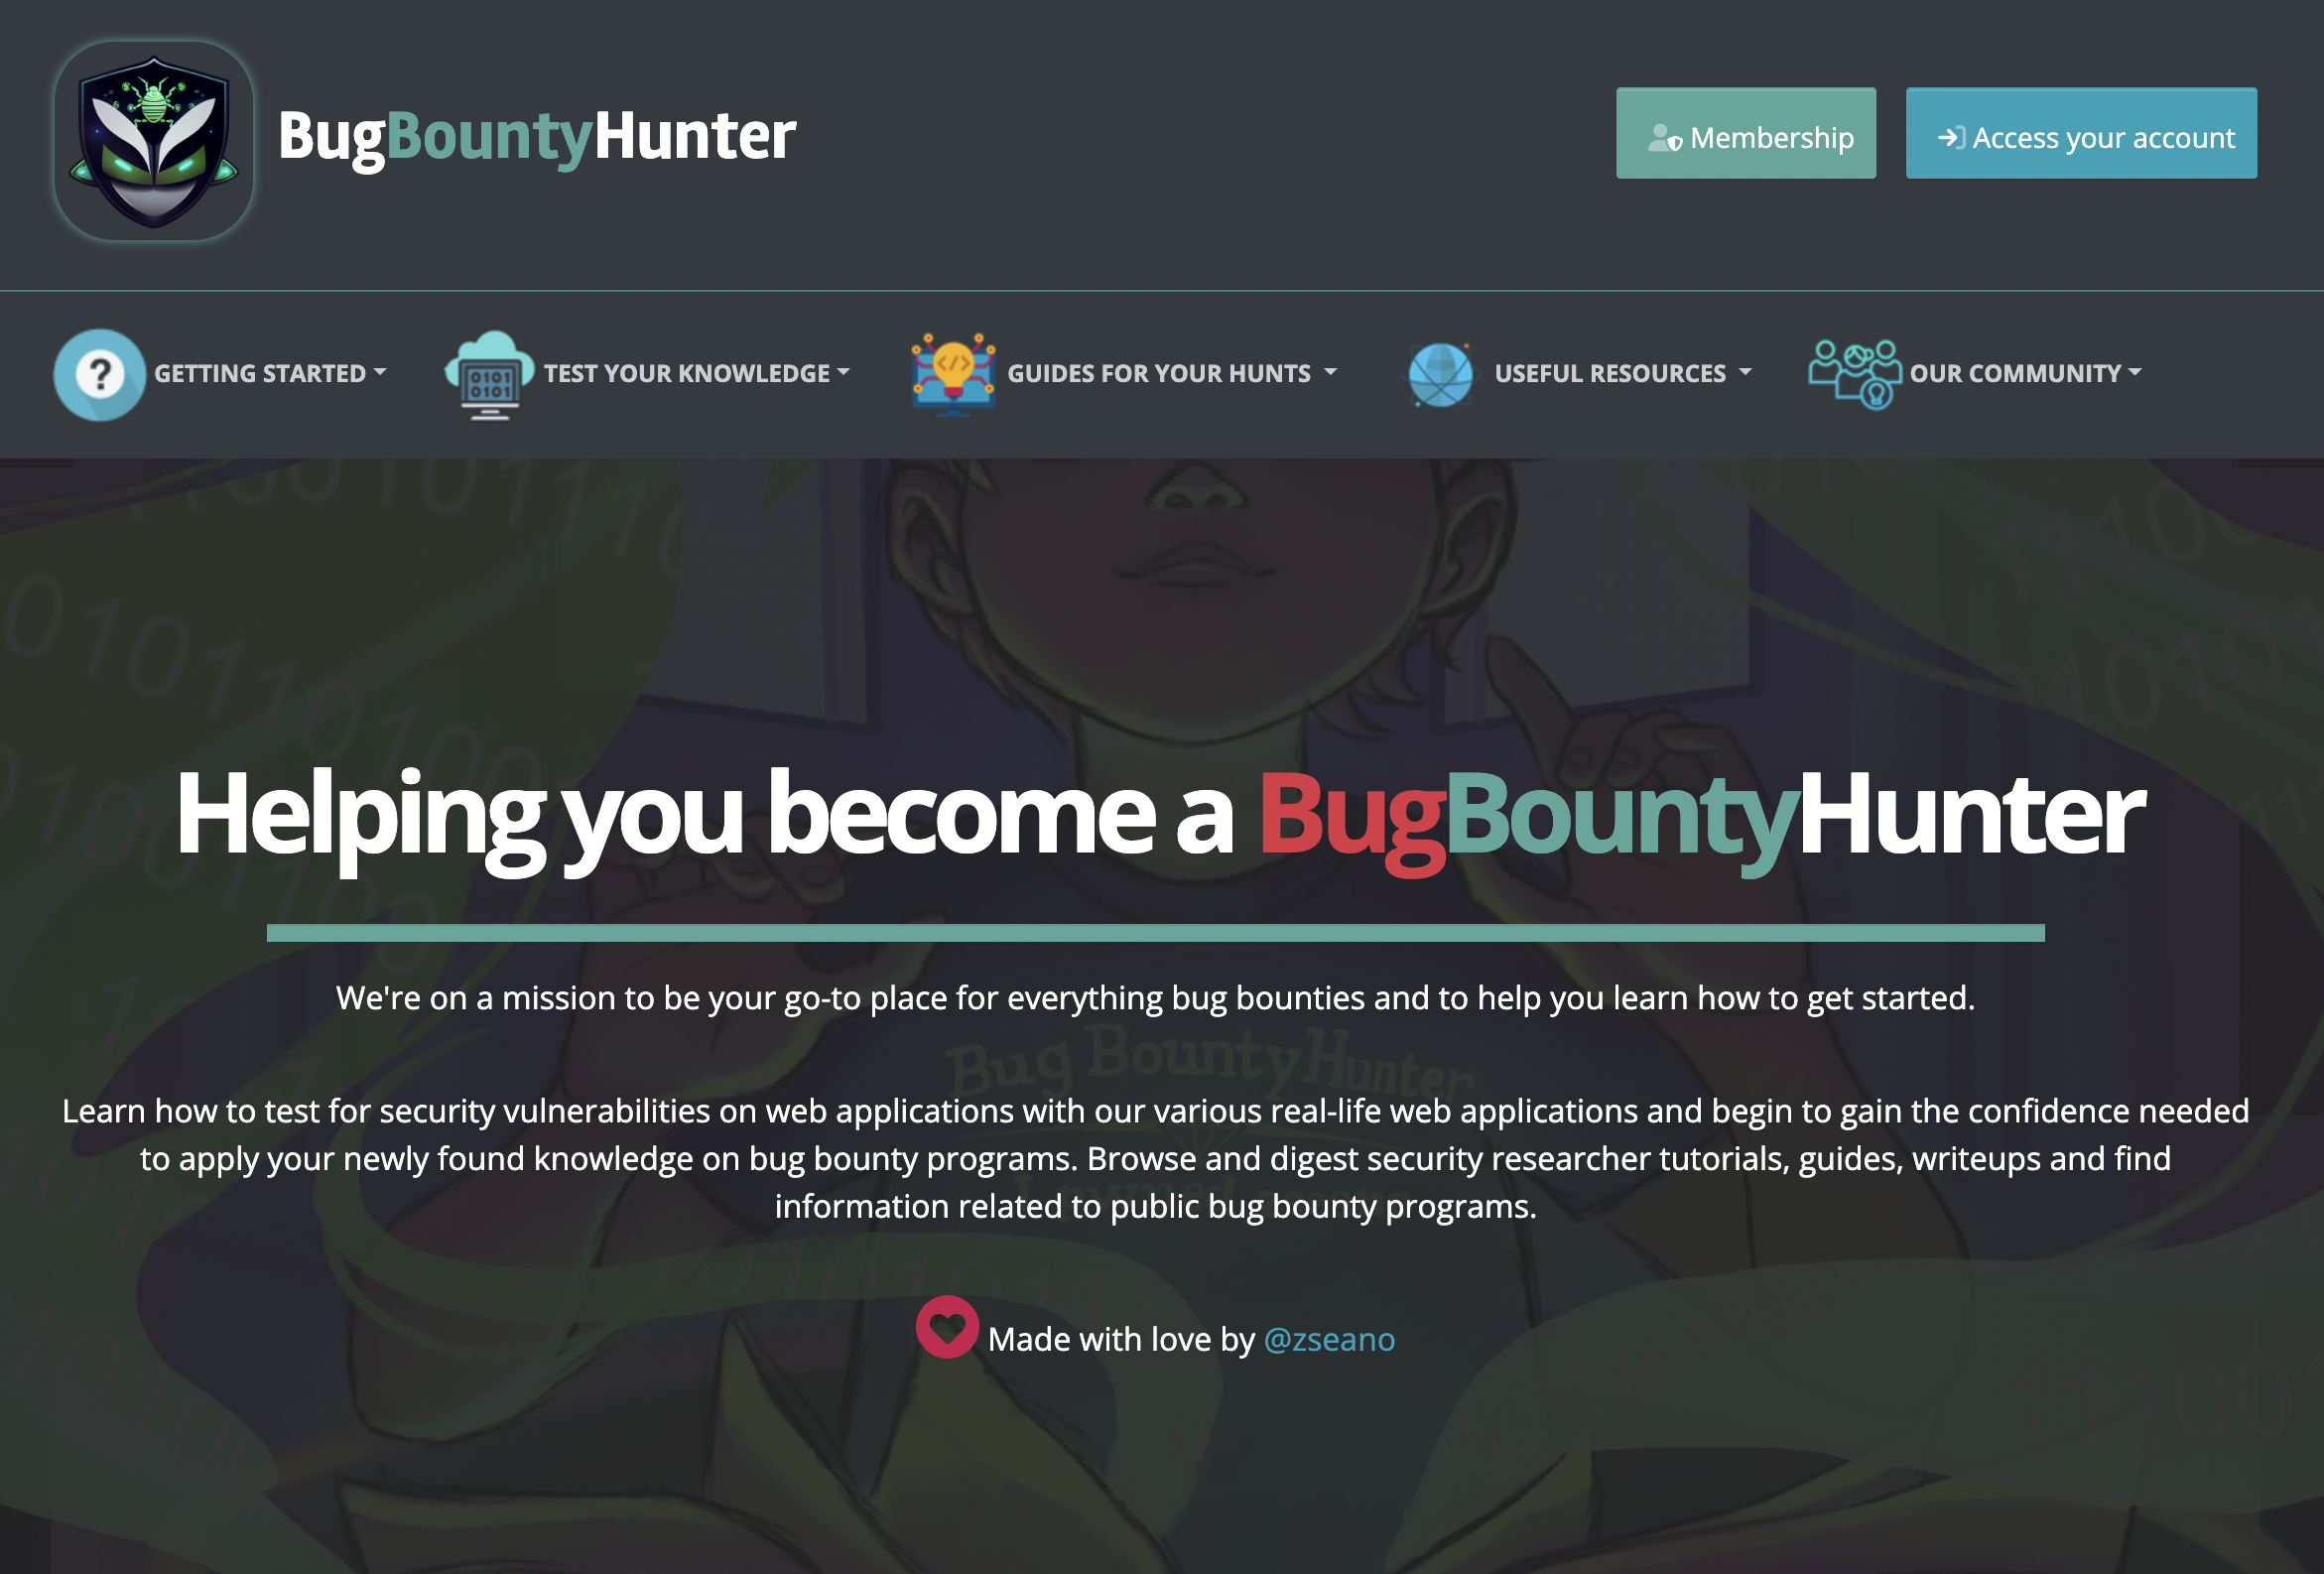 BugBountyHunter
Membership
Access your account
GETTING STARTED
TEST YOUR KNOWLEDGE
GUIDES FOR YOUR HUNTS
USEFUL RESOURCES
OUR COMMUNITY
Helping you become a BugBountyHunter
We're on a mission to be your go-to place for everything bug bounties and to help you learn how to get started.
BugBountyHunter
Learn how to test for security vulnerabilities on web applications with our various real-life web applications and begin to gain the confidence needed
to apply your newly found knowledge on bug bounty programs. Browse and digest security researcher tutorials, guides, writeups and find
information related to public bug bounty programs.
Made with love by @zseano